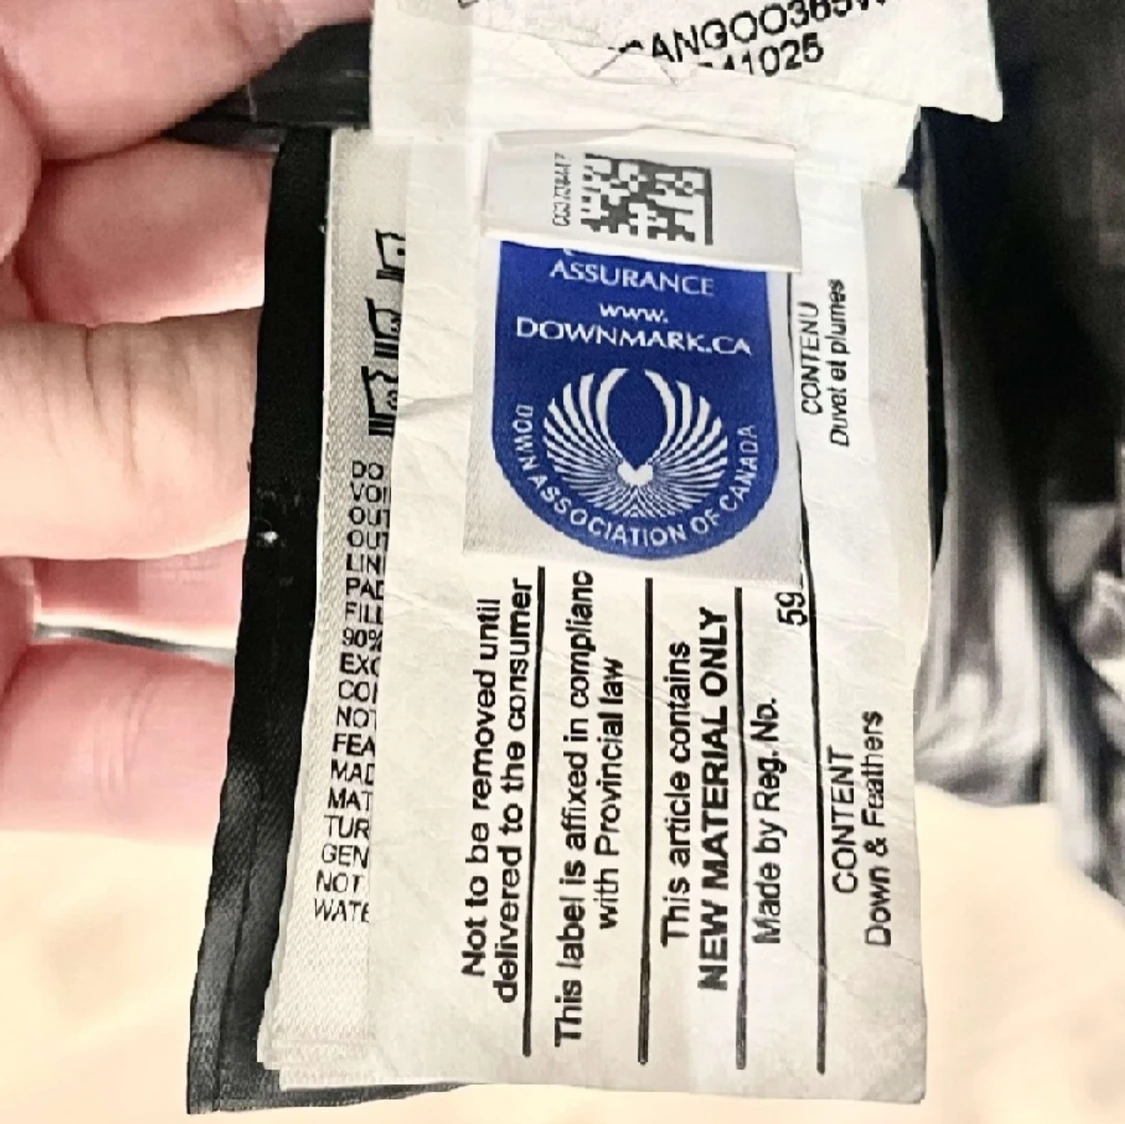 41025
ASSURANCE
www.
DOWNMARK.CA
DOWN ASSOCIATION OF CANADA
Not to be removed until
delivered to the consumer
This label is affixed in complianc
with Provincial law
This article contains
NEW MATERIAL ONLY
Made by Reg. No. 59
CONTENT
Down & Feathers
CONTENU
Duvet et plumes
DO
VOI
OUT
OUT
LIN
PAD
FILL
90%
EXC
COI
NOT
FEA
MAD
MAT
TUR
GEN
NOT
WATE